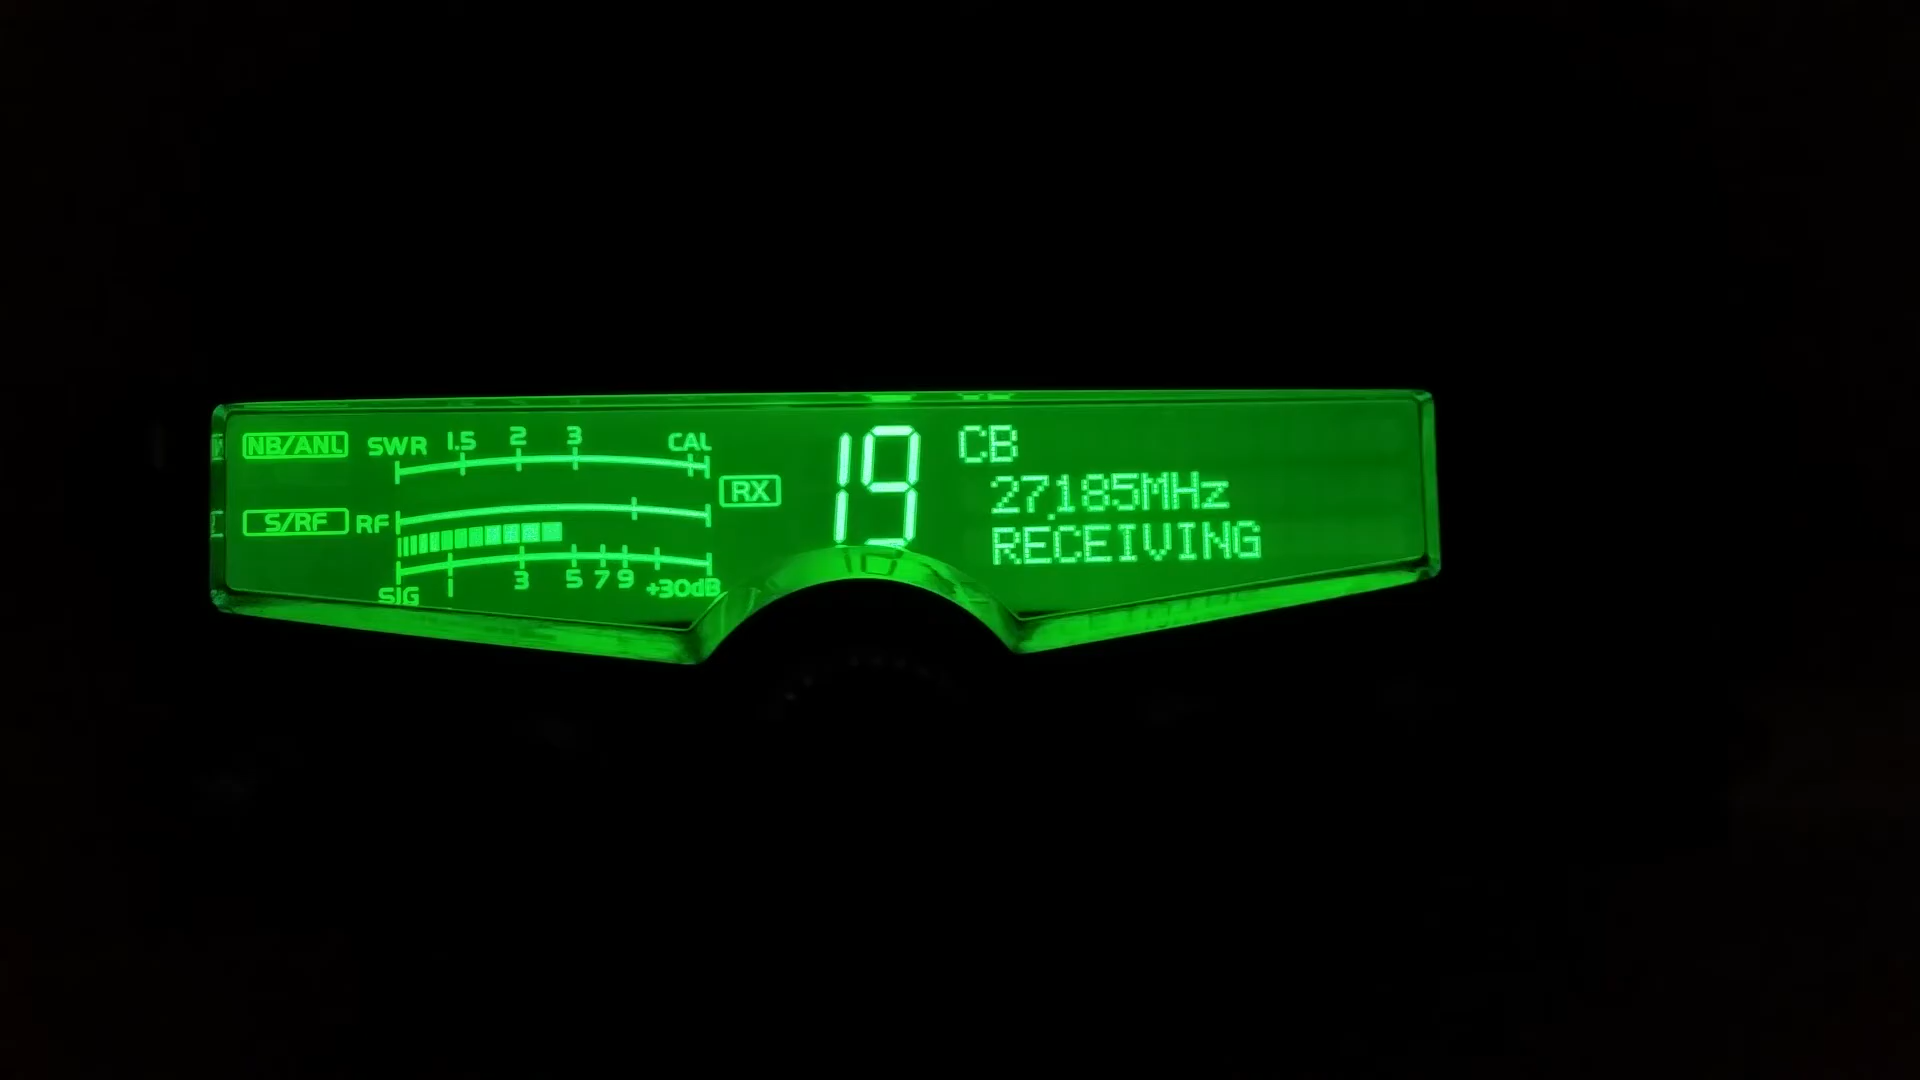 NB/ANL SWR 1.5 2 3 CAL
RX
S/RF RF
SIG 1 3 5 7 9 +30dB
19
CB
27.185MHz
RECEIVING